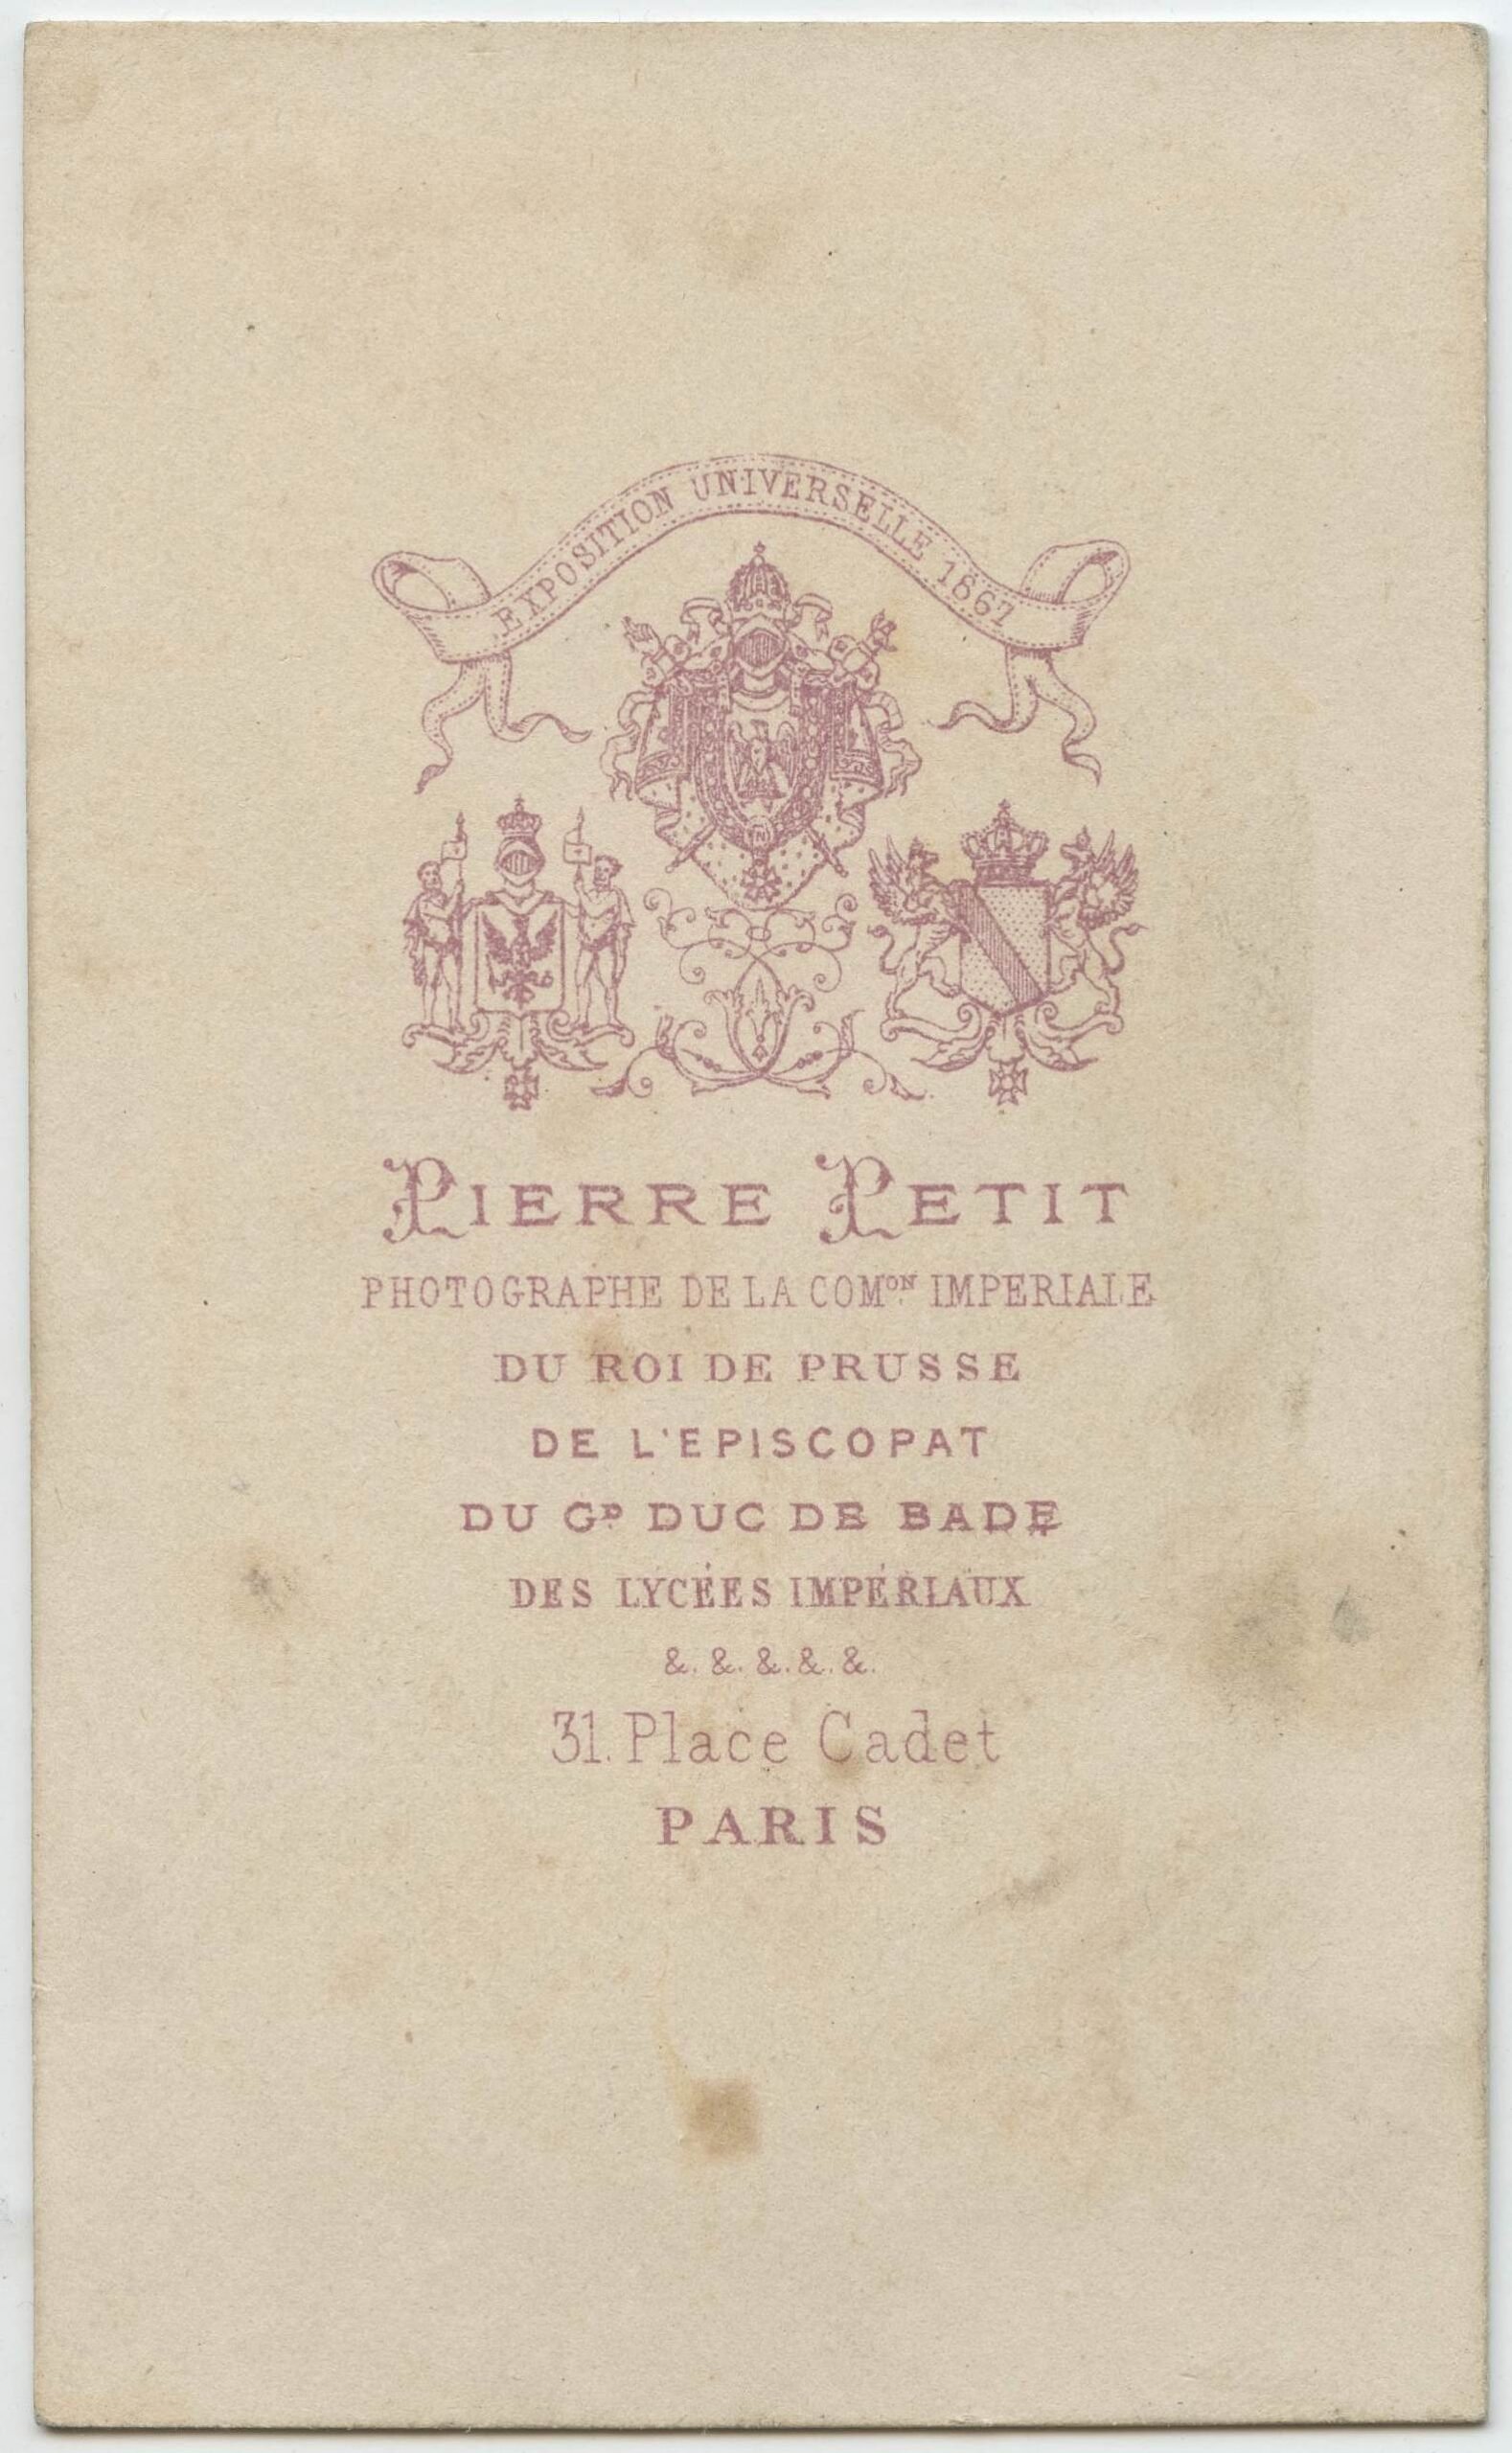 EXPOSITION UNIVERSELLE 1867
N
PIERRE PETIT
PHOTOGRAPHE DE LA COMON IMPERIALE
DU ROI DE PRUSSE
DE L'EPISCOPAT
DU GD DUC DE BADE
DES LYCÉES IMPÉRIAUX
&. &. &. &. &.
31. Place Cadet
PARIS